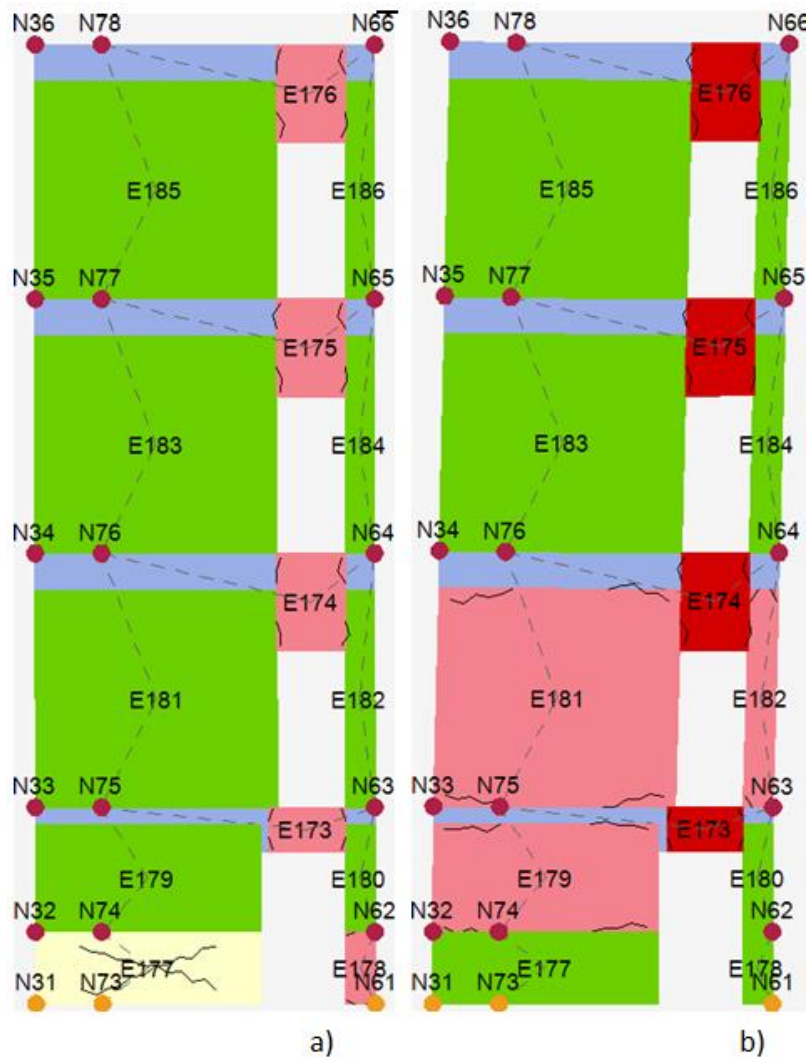 N36 N78 N66
E176
E185 E186
N35 N77 N65
E175
E183 E184
N34 N76 N64
E174
E181 E182
N33 N75 N63
E173
E179 E180
N32 N74 N62
E177 E178
N31 N73 N61
a)
N36 N78 N66
E176
E185 E186
N35 N77 N65
E175
E183 E184
N34 N76 N64
E174
E181 E182
N33 N75 N63
E173
E179 E180
N32 N74 N62
E177 E178
N31 N73 N61
b)